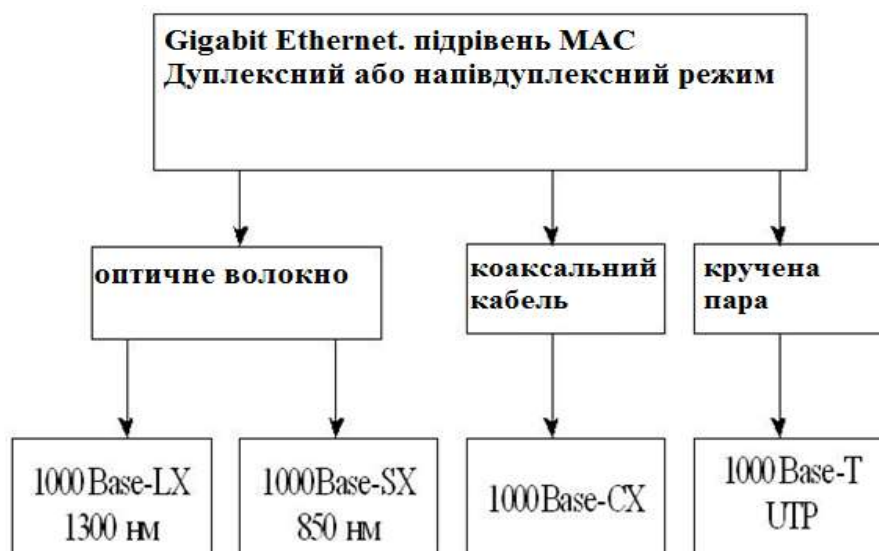 Gigabit Ethernet. підрівень MAC
Дуплексний або напівдуплексний режим
оптичне волокно
коаксальний
кабель
кручена
пара
1000Base-LX
1300 нм
1000Base-SX
850 нм
1000Base-CX
1000Base-T
UTP